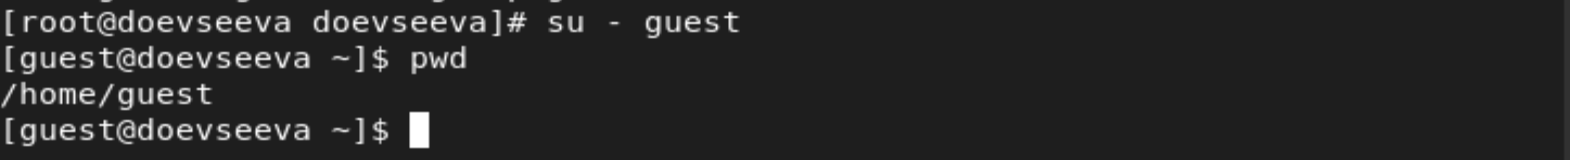 [root@doevseeva doevseeva]# su - guest
[guest@doevseeva ~]$ pwd
/home/guest
[guest@doevseeva ~]$